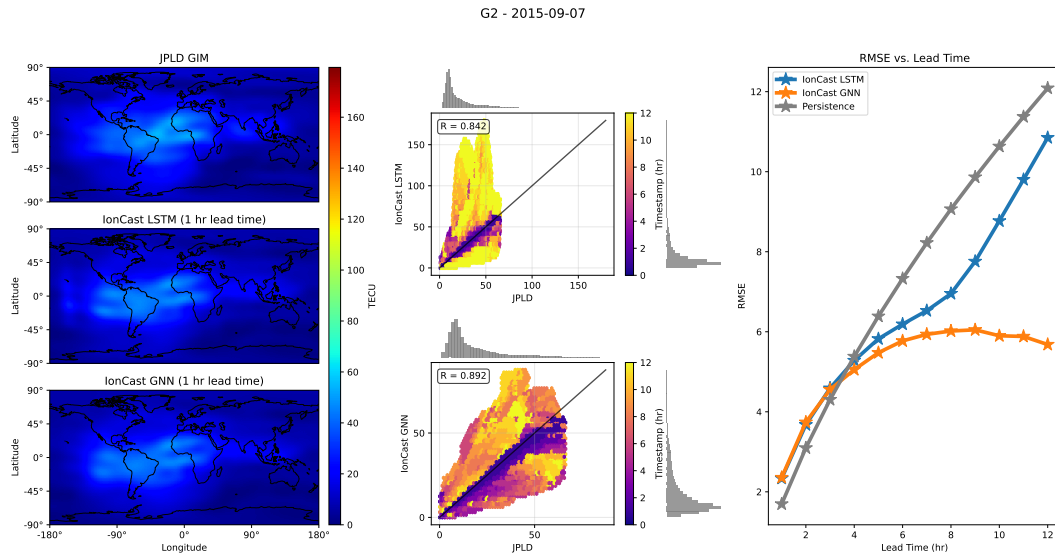 G2 - 2015-09-07
JPLD GIM
90°
45°
0°
-45°
-90°
Latitude
IonCast LSTM (1 hr lead time)
90°
45°
0°
-45°
-90°
Latitude
IonCast GNN (1 hr lead time)
90°
45°
0°
-45°
-90°
Latitude
-180°
-90°
0°
90°
180°
Longitude
160
140
120
100
80
60
40
20
0
TECU
R = 0.842
150
100
50
0
IonCast LSTM
0
50
100
150
JPLD
12
10
8
6
4
2
0
Timestamp (hr)
R = 0.892
50
0
IonCast GNN
0
50
JPLD
12
10
8
6
4
2
0
Timestamp (hr)
RMSE vs. Lead Time
IonCast LSTM
IonCast GNN
Persistence
12
10
8
6
4
2
RMSE
2
4
6
8
10
12
Lead Time (hr)